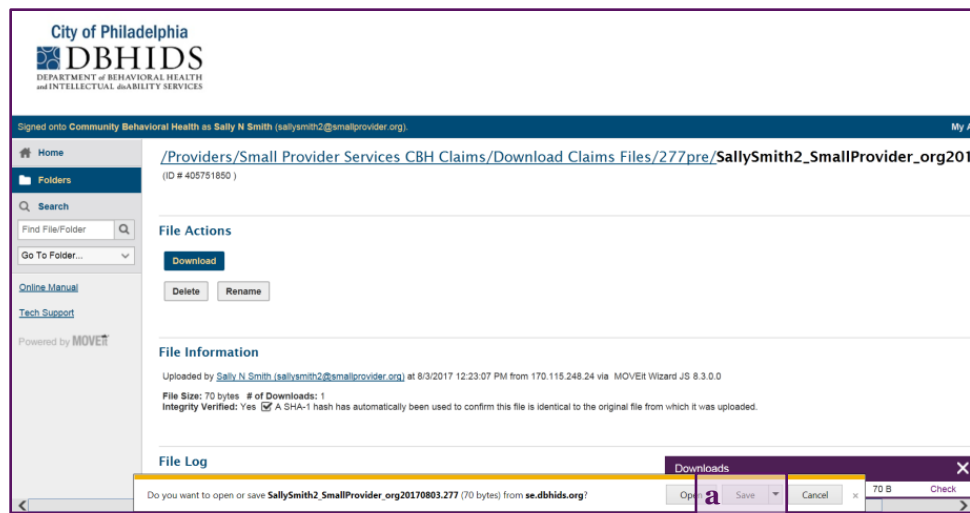 City of Philadelphia
DBHIDS
DEPARTMENT of BEHAVIORAL HEALTH
and INTELLECTUAL disABILITY SERVICES
Signed onto Community Behavioral Health as Sally N Smith (sallysmith2@smallprovider.org).
My A
Home
/Providers/Small Provider Services CBH Claims/Download Claims Files/277pre/SallySmith2_SmallProvider_org201
(ID # 405751850 )
Folders
Search
Find File/Folder
Go To Folder...
Online Manual
Tech Support
Powered by MOVEit
File Actions
Download
Delete Rename
File Information
Uploaded by Sally N Smith (sallysmith2@smallprovider.org) at 8/3/2017 12:23:07 PM from 170.115.248.24 via MOVEit Wizard JS 8.3.0.0
File Size: 70 bytes # of Downloads: 1
Integrity Verified: Yes A SHA-1 hash has automatically been used to confirm this file is identical to the original file from which it was uploaded.
File Log
Downloads
Do you want to open or save SallySmith2_SmallProvider_org20170803.277 (70 bytes) from se.dbhids.org?
Open a Save Cancel × 70 B Check